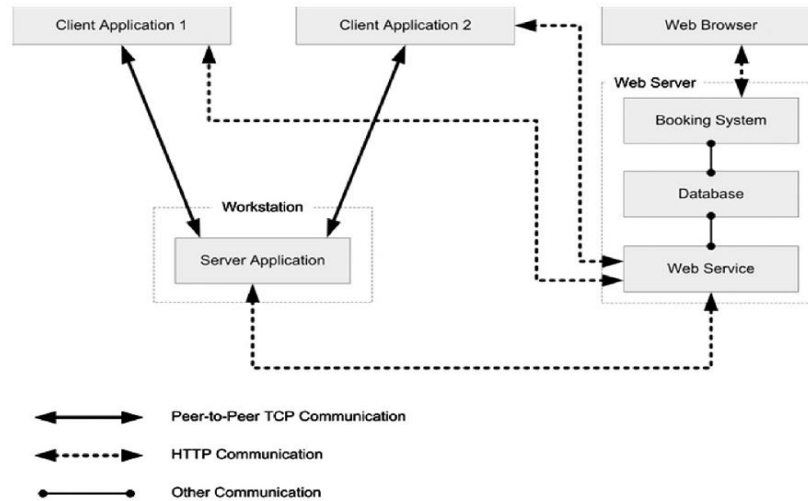 Client Application 1
Client Application 2
Web Browser
Web Server
Booking System
Database
Workstation
Server Application
Web Service
Peer-to-Peer TCP Communication
HTTP Communication
Other Communication